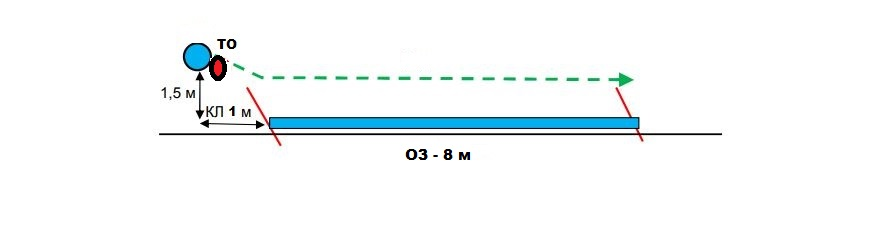 ТО
1,5 м
КЛ 1 м
ОЗ - 8 м